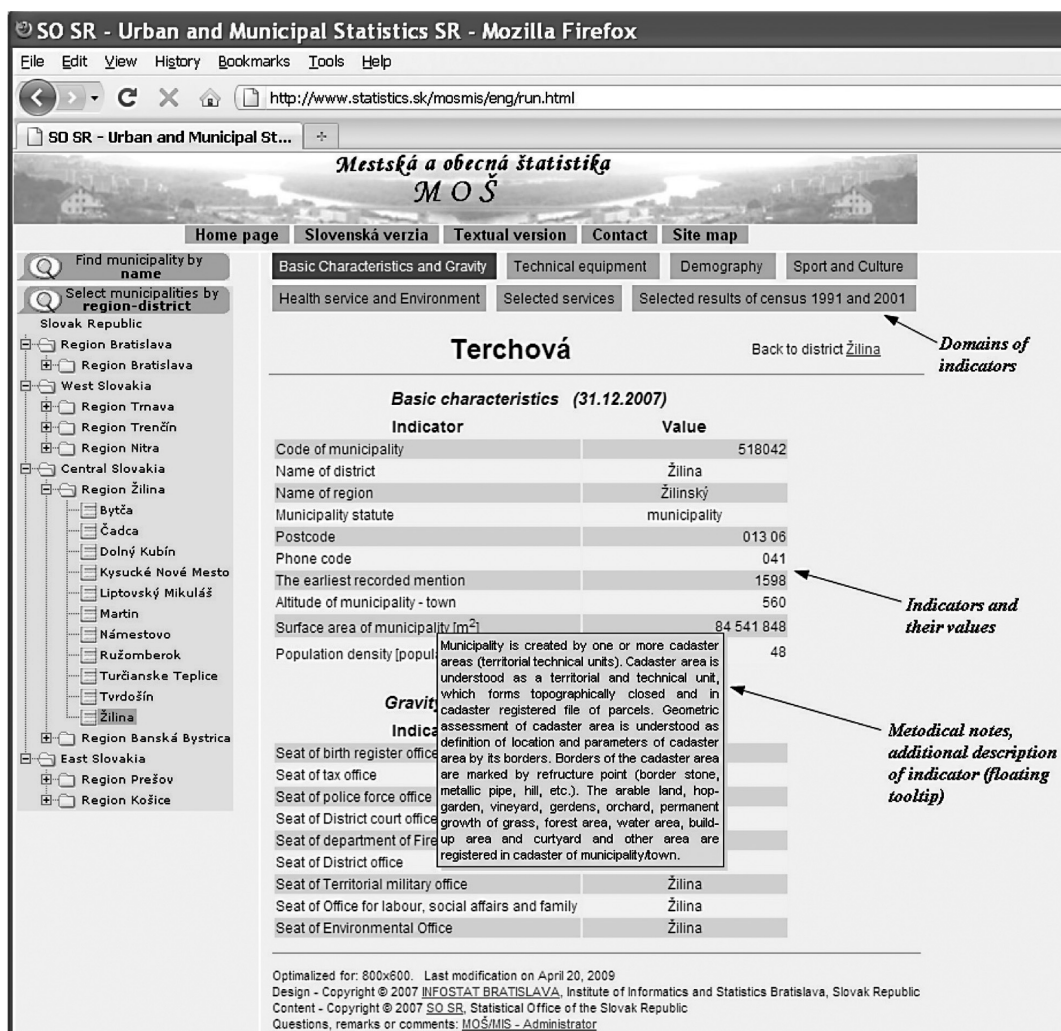 SO SR - Urban and Municipal Statistics SR - Mozilla Firefox
File Edit View History Bookmarks Tools Help
http://www.statistics.sk/mosmis/eng/run.html
SO SR - Urban and Municipal St...
Mestská a obecná štatistika
M O Š
Home page Slovenská verzia Textual version Contact Site map
Find municipality by
name
Select municipalities by
region-district
Slovak Republic
Region Bratislava
Region Bratislava
West Slovakia
Region Trnava
Region Trenčín
Region Nitra
Central Slovakia
Region Žilina
Bytča
Čadca
Dolný Kubín
Kysucké Nové Mesto
Liptovský Mikuláš
Martin
Námestovo
Ružomberok
Turčianske Teplice
Tvrdošín
Žilina
Region Banská Bystrica
East Slovakia
Region Prešov
Region Košice
Basic Characteristics and Gravity Technical equipment Demography Sport and Culture
Health service and Environment Selected services Selected results of census 1991 and 2001
Domains of
indicators
Terchová Back to district Žilina
Basic characteristics (31.12.2007)
Indicator Value
Code of municipality 518042
Name of district Žilina
Name of region Žilinský
Municipality statute municipality
Postcode 013 06
Phone code 041
The earliest recorded mention 1598
Altitude of municipality - town 560
Surface area of municipality [m2] 84 541 848
Population density [popul 48
Indicators and
their values
Municipality is created by one or more cadaster
areas (territorial technical units). Cadaster area is
understood as a territorial and technical unit,
which forms topographically closed and in
cadaster registered file of parcels. Geometric
assessment of cadaster area is understood as
definition of location and parameters of cadaster
area by its borders. Borders of the cadaster area
are marked by refructure point (border stone,
metallic pipe, hill, etc.). The arable land, hop-
garden, vineyard, gerdens, orchard, permanent
growth of grass, forest area, water area, build-
up area and curtyard and other area are
registered in cadaster of municipality/town.
Metodical notes,
additional description
of indicator (floating
tooltip)
Gravity
Indica
Seat of birth register office
Seat of tax office
Seat of police force office
Seat of District court office
Seat of department of Fire
Seat of District office
Seat of Territorial military office Žilina
Seat of Office for labour, social affairs and family Žilina
Seat of Environmental Office Žilina
Optimalized for: 800x600. Last modification on April 20, 2009
Design - Copyright © 2007 INFOSTAT BRATISLAVA, Institute of Informatics and Statistics Bratislava, Slovak Republic
Content - Copyright © 2007 SO SR, Statistical Office of the Slovak Republic
Questions, remarks or comments: MOŠ/MIS - Administrator